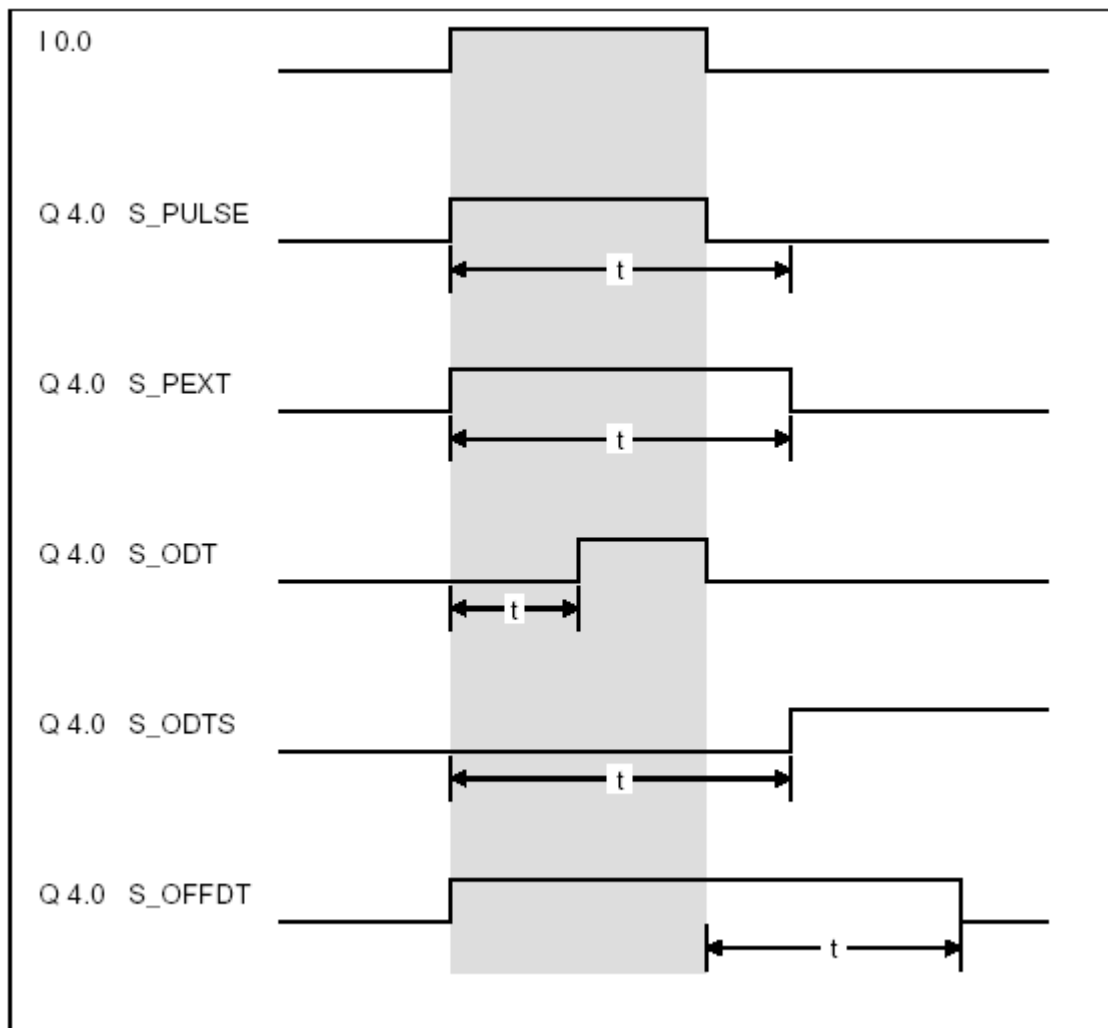 I 0.0
Q 4.0 S_PULSE
t
Q 4.0 S_PEXT
t
Q 4.0 S_ODT
t
Q 4.0 S_ODTS
t
Q 4.0 S_OFFDT
t